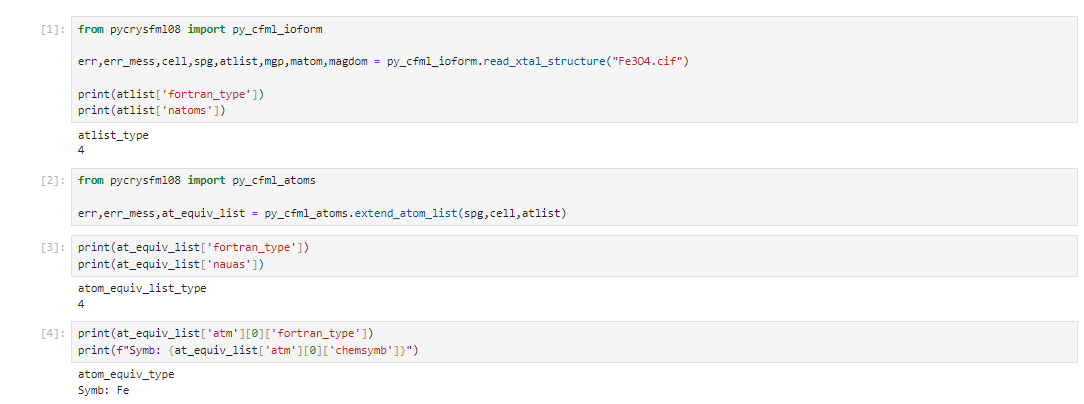 [1]: from pycrysfml08 import py_cfml_ioform
err,err_mess,cell,spg,atlist,mgp,matom,magdom = py_cfml_ioform.read_xtal_structure("Fe3O4.cif")
print(atlist['fortran_type'])
print(atlist['natoms'])
atlist_type
4
[2]: from pycrysfml08 import py_cfml_atoms
err,err_mess,at_equiv_list = py_cfml_atoms.extend_atom_list(spg,cell,atlist)
[3]: print(at_equiv_list['fortran_type'])
print(at_equiv_list['nauas'])
atom_equiv_list_type
4
[4]: print(at_equiv_list['atm'][0]['fortran_type'])
print(f"Symb: {at_equiv_list['atm'][0]['chemsymb']}")
atom_equiv_type
Symb: Fe